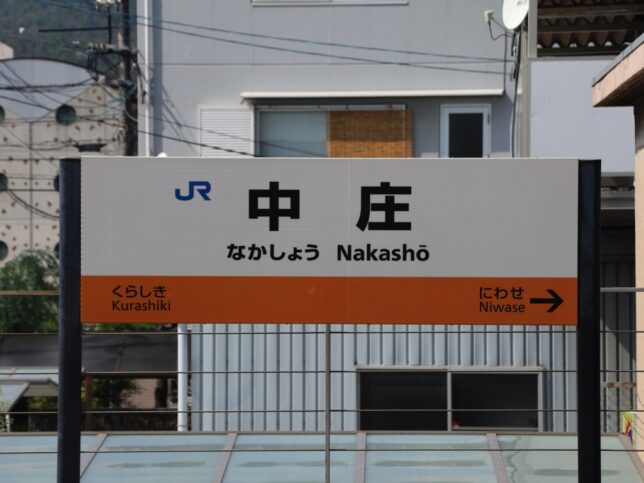 JR 中庄
なかしょう Nakashō
くらしき
Kurashiki
にわせ
Niwase